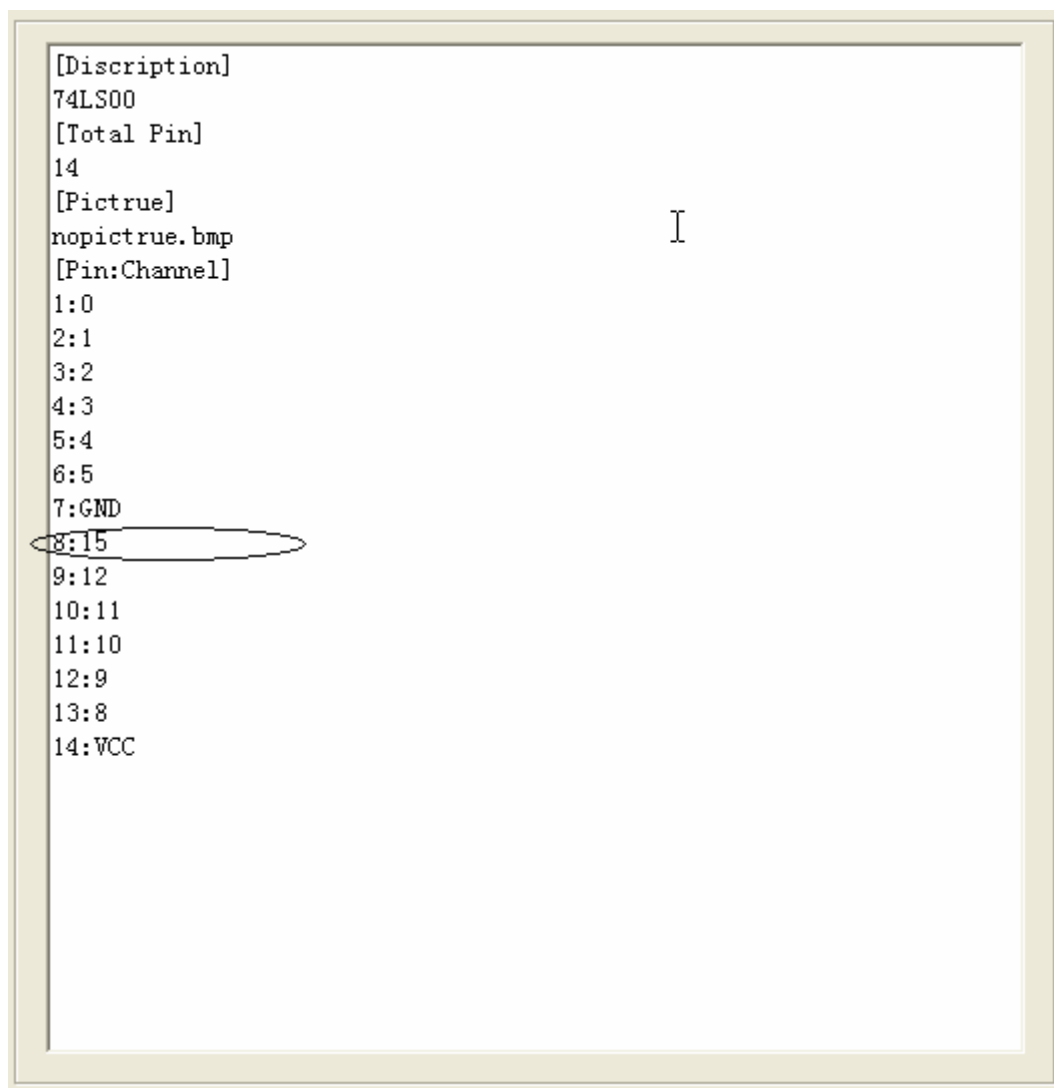 [Discription]
74LS00
[Total Pin]
14
[Pictrue]
nopictrue.bmp
[Pin:Channel]
1:0
2:1
3:2
4:3
5:4
6:5
7:GND
8:15
9:12
10:11
11:10
12:9
13:8
14:VCC